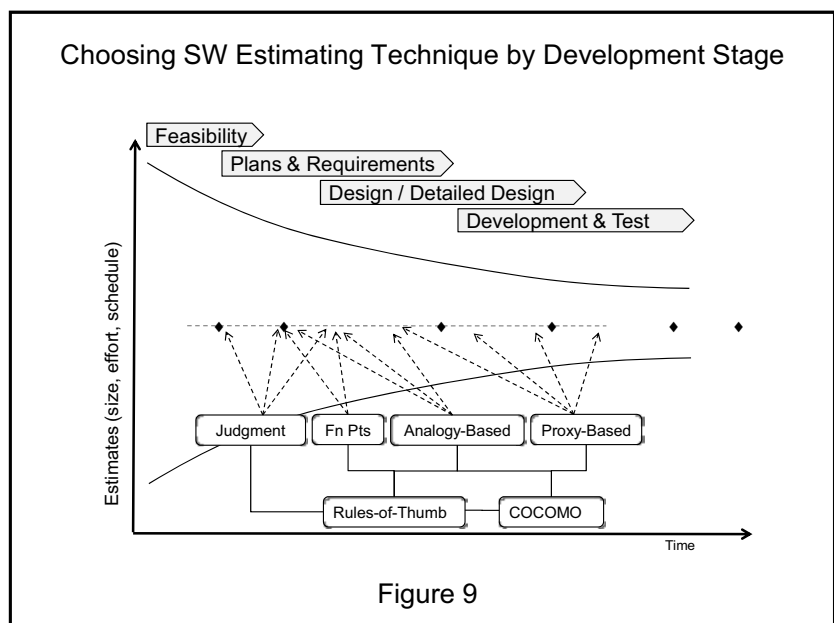 Choosing SW Estimating Technique by Development Stage
Feasibility
Plans & Requirements
Design / Detailed Design
Development & Test
Estimates (size, effort, schedule)
Judgment
Fn Pts
Analogy-Based
Proxy-Based
Rules-of-Thumb
COCOMO
Time
Figure 9